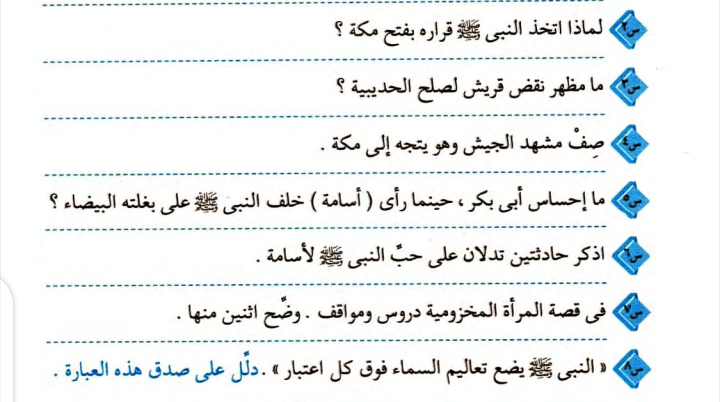 س٢ لماذا اتخذ النبى ﷺ قراره بفتح مكة ؟
س٣ ما مظهر نقض قريش لصلح الحديبية ؟
س٤ صِفْ مشهد الجيش وهو يتجه إلى مكة .
س٥ ما إحساس أبى بكر ، حينما رأى ( أسامة ) خلف النبى ﷺ على بغلته البيضاء ؟
س٦ اذكر حادثتين تدلان على حبِّ النبى ﷺ لأسامة .
س٧ فى قصة المرأة المخزومية دروس ومواقف . وضِّح اثنين منها .
س٨ « النبى ﷺ يضع تعاليم السماء فوق كل اعتبار » . دلِّل على صدق هذه العبارة .